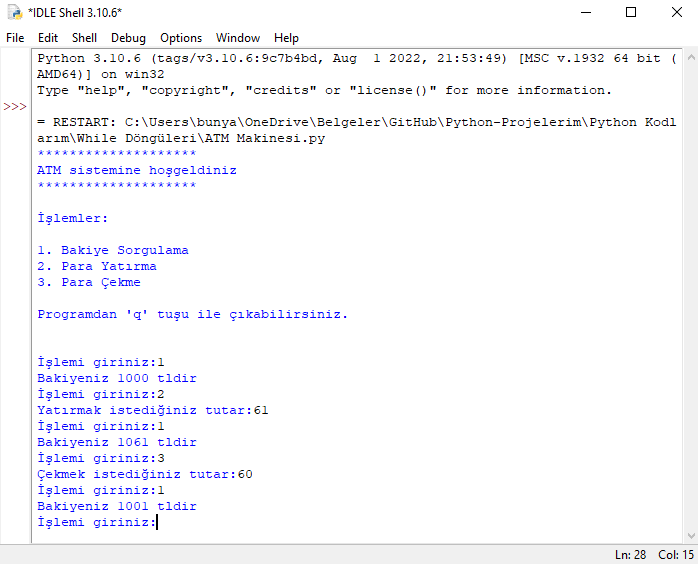 *IDLE Shell 3.10.6*
File Edit Shell Debug Options Window Help
Python 3.10.6 (tags/v3.10.6:9c7b4bd, Aug  1 2022, 21:53:49) [MSC v.1932 64 bit (
AMD64)] on win32
Type "help", "copyright", "credits" or "license()" for more information.
>>>
= RESTART: C:\Users\bunya\OneDrive\Belgeler\GitHub\Python-Projelerim\Python Kodl
arım\While Döngüleri\ATM Makinesi.py
********************
ATM sistemine hoşgeldiniz
********************
İşlemler:
1. Bakiye Sorgulama
2. Para Yatırma
3. Para Çekme
Programdan 'q' tuşu ile çıkabilirsiniz.
İşlemi giriniz:1
Bakiyeniz 1000 tldir
İşlemi giriniz:2
Yatırmak istediğiniz tutar:61
İşlemi giriniz:1
Bakiyeniz 1061 tldir
İşlemi giriniz:3
Çekmek istediğiniz tutar:60
İşlemi giriniz:1
Bakiyeniz 1001 tldir
İşlemi giriniz:
Ln: 28 Col: 15